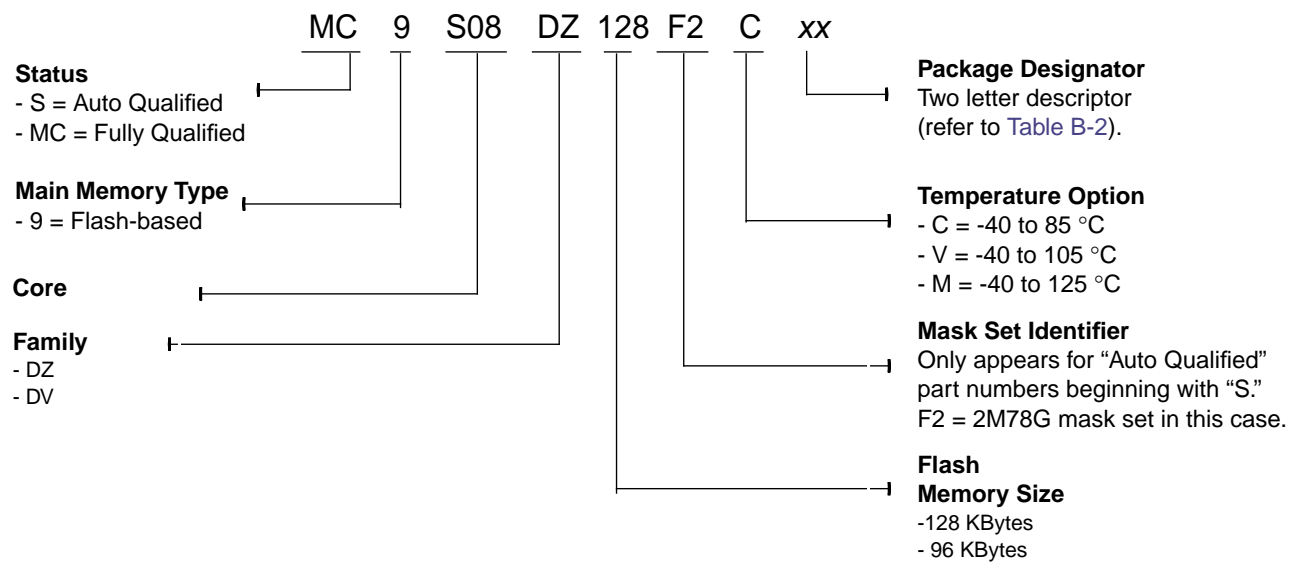 MC 9 S08 DZ 128 F2 C xx
Status
- S = Auto Qualified
- MC = Fully Qualified
Main Memory Type
- 9 = Flash-based
Core
Family
- DZ
- DV
Package Designator
Two letter descriptor
(refer to Table B-2).
Temperature Option
- C = -40 to 85 °C
- V = -40 to 105 °C
- M = -40 to 125 °C
Mask Set Identifier
Only appears for “Auto Qualified”
part numbers beginning with “S.”
F2 = 2M78G mask set in this case.
Flash
Memory Size
-128 KBytes
- 96 KBytes